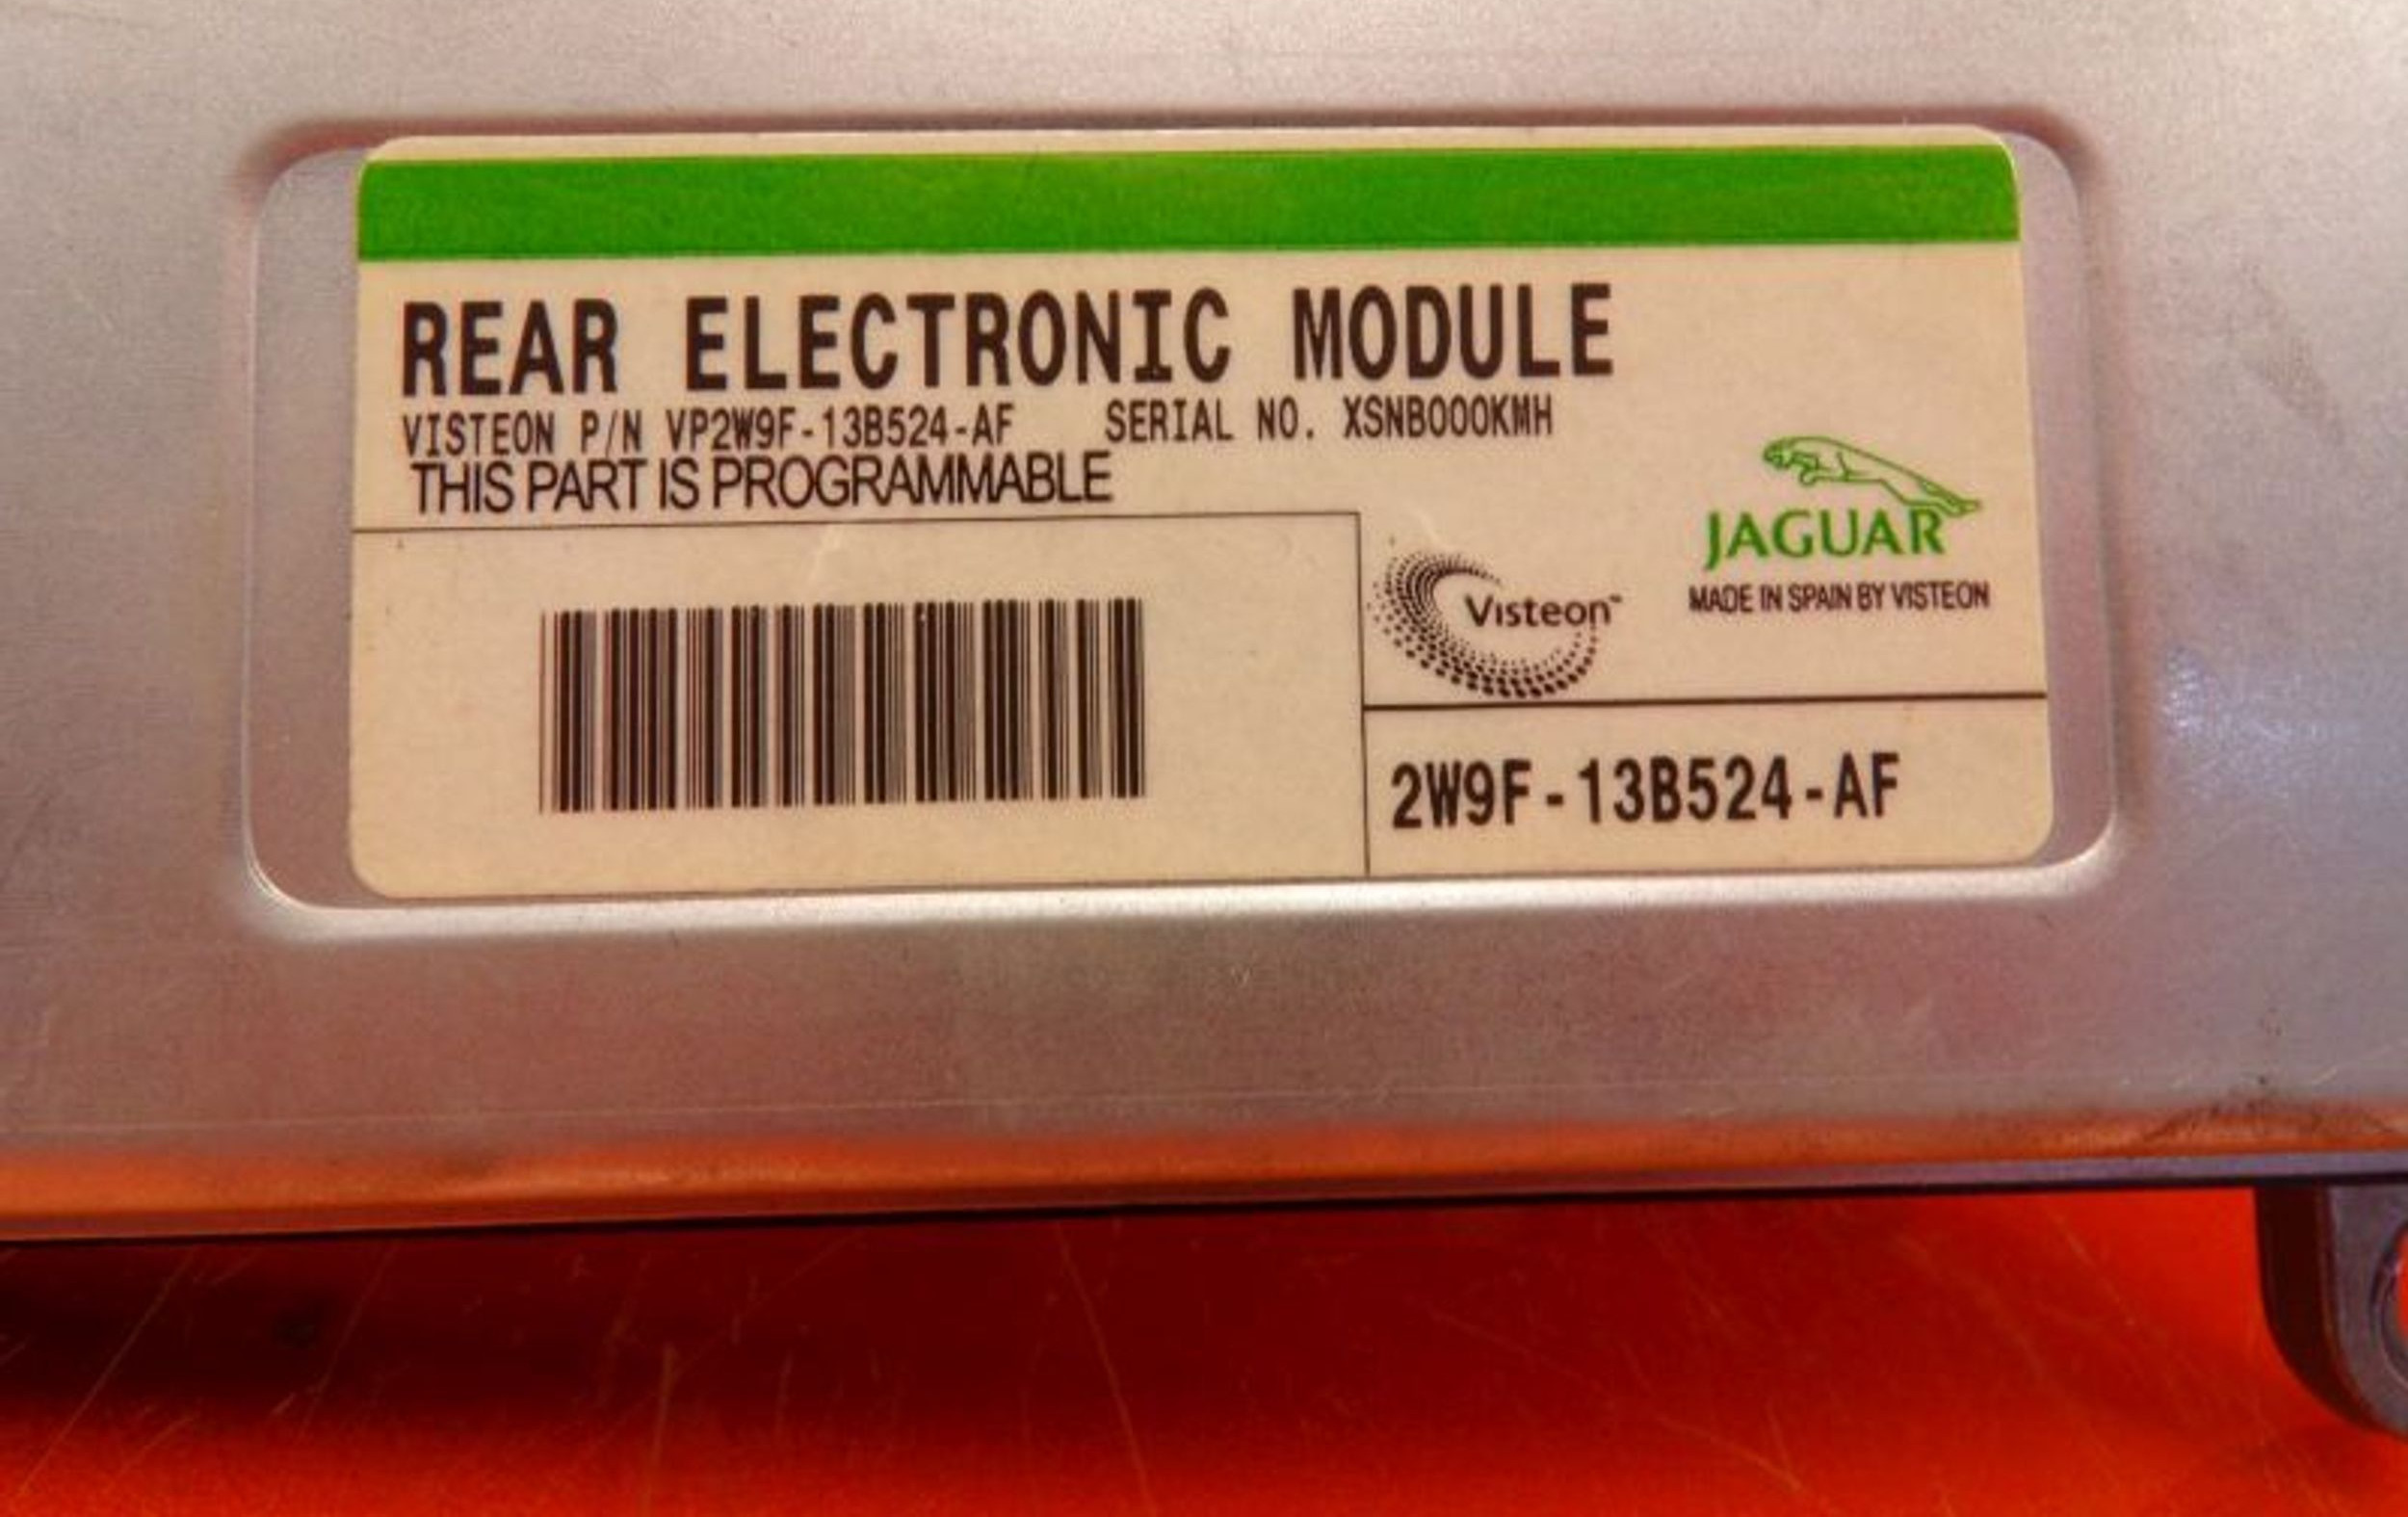 REAR ELECTRONIC MODULE
VISTEON P/N VP2W9F-13B524-AF SERIAL NO. XSNB000KMH
THIS PART IS PROGRAMMABLE
JAGUAR
Visteon™
MADE IN SPAIN BY VISTEON
2W9F-13B524-AF